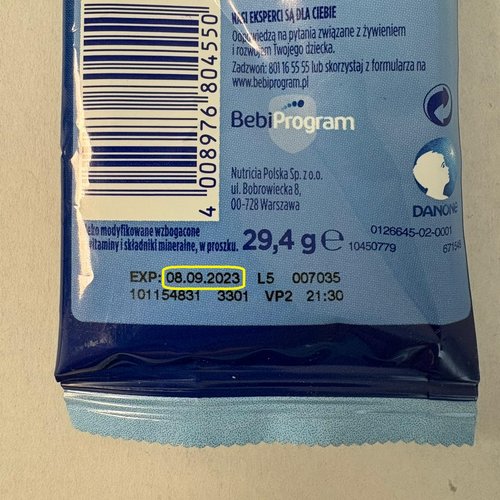 NASI EKSPERCI SĄ DLA CIEBIE
Odpowiedzą na pytania związane z żywieniem
i rozwojem Twojego dziecka.
Zadzwoń: 801 16 55 55 lub skorzystaj z formularza na
www.bebiprogram.pl
BebiProgram
4 008976 804550
Nutricia Polska Sp. z o.o.
ul. Bobrowiecka 8,
00-728 Warszawa
DANONE
modyfikowane wzbogacone
witaminy i składniki mineralne, w proszku.
29,4 g e
0126645-02-0001
10450779
EXP: 08.09.2023 L5 007035
101154831 3301 VP2 21:30